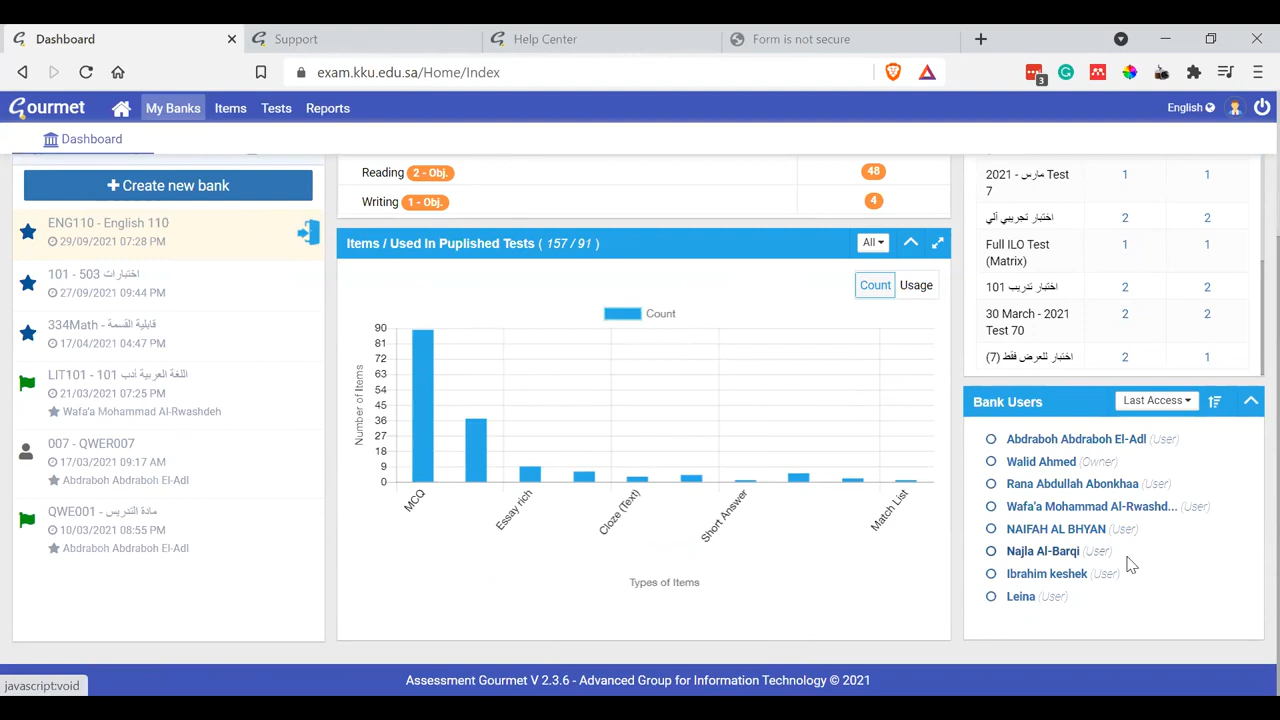 Dashboard
Support
Help Center
Form is not secure
exam.kku.edu.sa/Home/Index
3
Gourmet
My Banks
Items
Tests
Reports
English
Dashboard
Create new bank
ENG110 - English 110
29/09/2021 07:28 PM
101 - 503 اختبارات
27/09/2021 09:44 PM
334Math - قابلية القسمة
17/04/2021 04:47 PM
LIT101 - 101 اللغة العربية أدب
21/03/2021 07:25 PM
Wafa'a Mohammad Al-Rwashdeh
007 - QWER007
17/03/2021 09:17 AM
Abdraboh Abdraboh El-Adl
QWE001 - مادة التدريس
10/03/2021 08:55 PM
Abdraboh Abdraboh El-Adl
Reading 2 - Obj. 48
Writing 1 - Obj. 4
Items / Used In Puplished Tests ( 157 / 91 )
All
Count
Usage
Count
Number of Items
90
81
72
63
54
45
36
27
18
9
0
MCQ
Essay rich
Cloze (Text)
Short Answer
Match List
Types of Items
2021 - مارس Test 7 1 1
اختبار تجريبي آلي 2 2
Full ILO Test (Matrix) 1 1
اختبار تدريب 101 2 2
30 March - 2021 Test 70 2 2
اختبار للعرض فقط (7) 2 1
Bank Users
Last Access
Abdraboh Abdraboh El-Adl (User)
Walid Ahmed (Owner)
Rana Abdullah Abonkhaa (User)
Wafa'a Mohammad Al-Rwashd... (User)
NAIFAH AL BHYAN (User)
Najla Al-Barqi (User)
Ibrahim keshek (User)
Leina (User)
Assessment Gourmet V 2.3.6 - Advanced Group for Information Technology © 2021
javascript:void